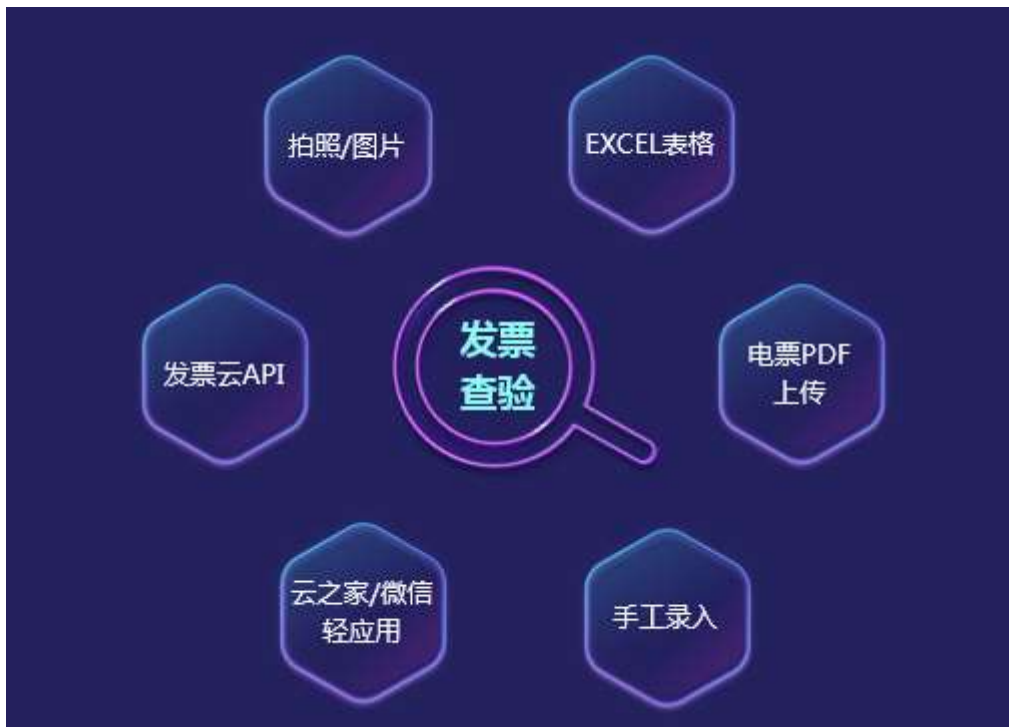 拍照/图片
EXCEL表格
发票云API
发票
查验
电票PDF
上传
云之家/微信
轻应用
手工录入